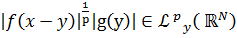 |f(x − y)|^{1/p}|g(y)| ∈ ℒ^p_y( ℝ^N)